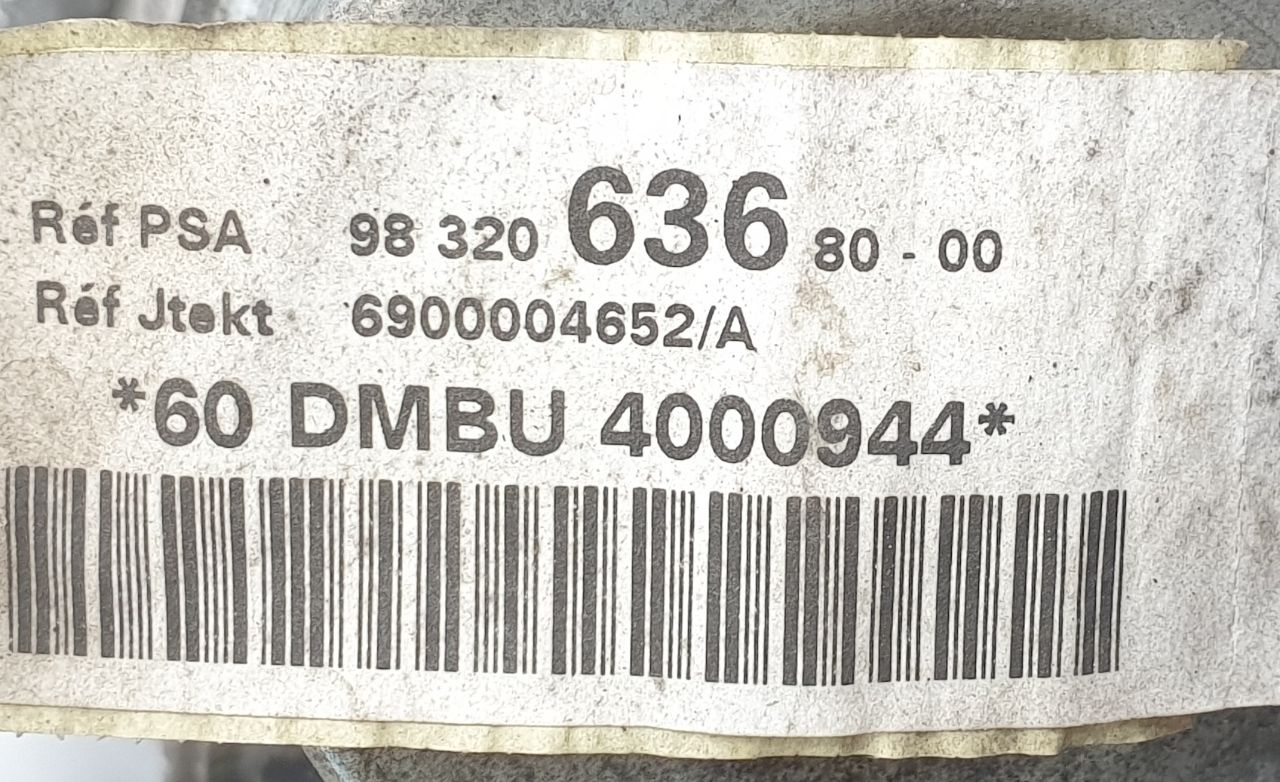 Réf PSA 98 320 636 80 - 00
Réf Jtekt 6900004652/A
*60 DMBU 4000944*